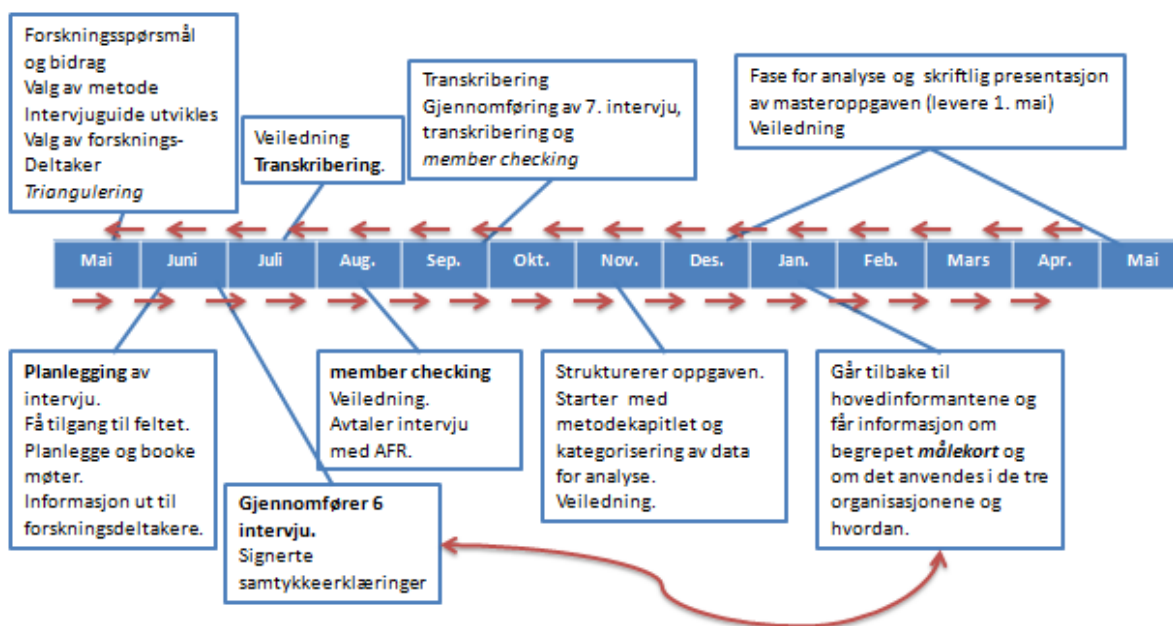 Forskningsspørsmål
og bidrag
Valg av metode
Intervjuguide utvikles
Valg av forsknings-
Deltaker
Triangulering
Veiledning
Transkribering.
Transkribering
Gjennomføring av 7. intervju,
transkribering og
member checking
Fase for analyse og skriftlig presentasjon
av masteroppgaven (levere 1. mai)
Veiledning
Mai Juni Juli Aug. Sep. Okt. Nov. Des. Jan. Feb. Mars Apr. Mai
Planlegging av
intervju.
Få tilgang til feltet.
Planlegge og booke
møter.
Informasjon ut til
forskningsdeltakere.
Gjennomfører 6
intervju.
Signerte
samtykkeerklæringer
member checking
Veiledning.
Avtaler intervju
med AFR.
Strukturerer oppgaven.
Starter med
metodekapitlet og
kategorisering av data
for analyse.
Veiledning.
Går tilbake til
hovedinformantene og
får informasjon om
begrepet målekort og
om det anvendes i de tre
organisasjonene og
hvordan.